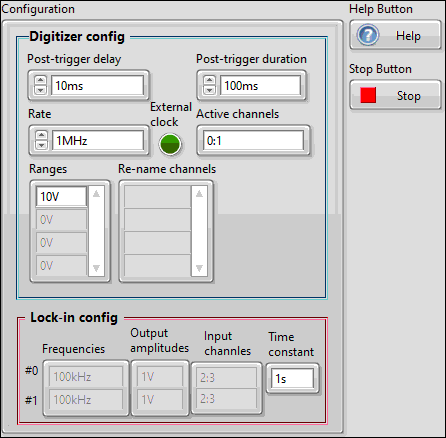 Configuration
Help Button
Digitizer config
Help
Post-trigger delay
Post-trigger duration
10ms
100ms
Stop Button
Stop
Rate
External clock
Active channels
1MHz
0:1
Ranges
Re-name channels
10V
0V
0V
0V
Lock-in config
Frequencies
Output amplitudes
Input channles
Time constant
#0
100kHz
1V
2:3
1s
#1
100kHz
1V
2:3